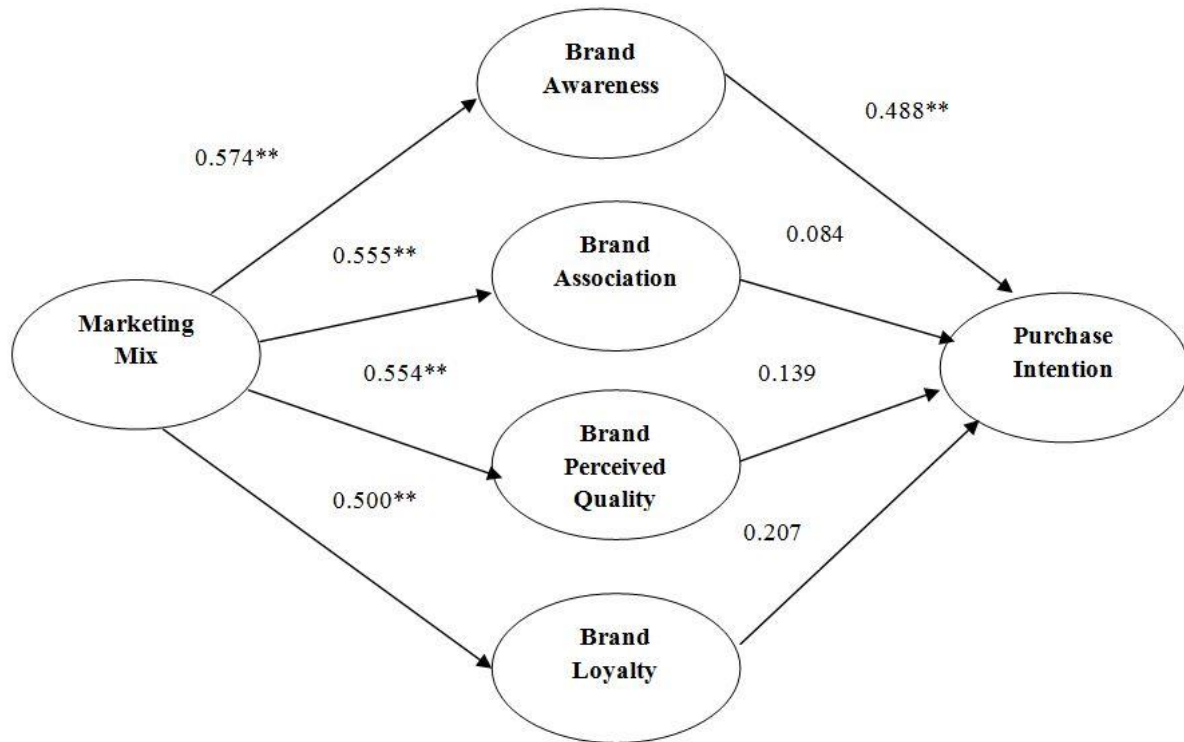 Brand
Awareness
0.488**
0.574**
Brand
Association
0.084
0.555**
Marketing
Mix
Purchase
Intention
0.554**
0.139
Brand
Perceived
Quality
0.500**
0.207
Brand
Loyalty